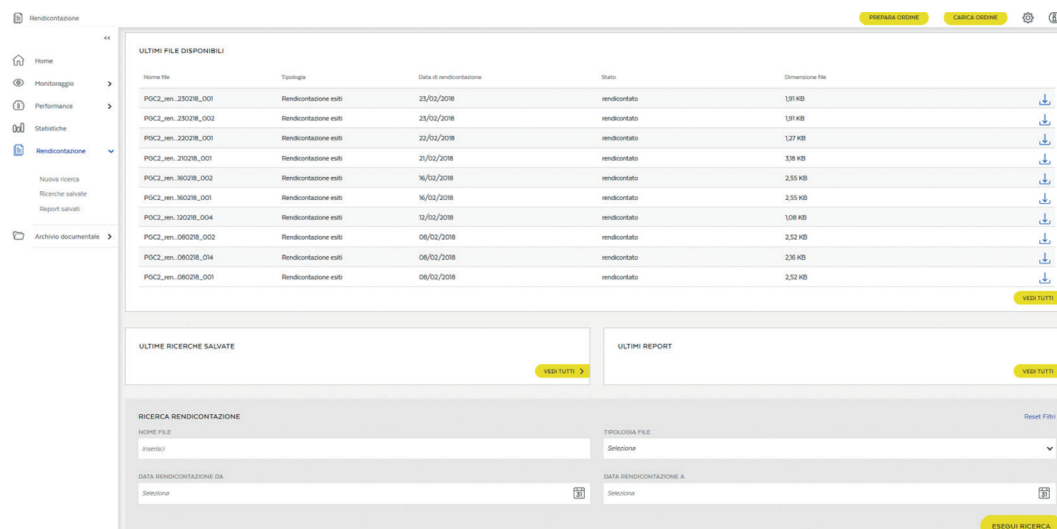 Rendicontazione
PREPARA ORDINE
CARICA ORDINE
<<
Home
Monitoraggio
Performance
Statistiche
Rendicontazione
Nuova ricerca
Ricerche salvate
Report salvati
Archivio documentale
ULTIMI FILE DISPONIBILI
Nome file Tipologia Data di rendicontazione Stato Dimensione file
PGC2_ren...230218_001 Rendicontazione esiti 23/02/2018 rendicontato 1,91 KB
PGC2_ren...230218_002 Rendicontazione esiti 23/02/2018 rendicontato 1,91 KB
PGC2_ren...220218_001 Rendicontazione esiti 22/02/2018 rendicontato 1,27 KB
PGC2_ren...210218_001 Rendicontazione esiti 21/02/2018 rendicontato 3,18 KB
PGC2_ren...160218_002 Rendicontazione esiti 16/02/2018 rendicontato 2,55 KB
PGC2_ren...160218_001 Rendicontazione esiti 16/02/2018 rendicontato 2,55 KB
PGC2_ren...120218_004 Rendicontazione esiti 12/02/2018 rendicontato 1,08 KB
PGC2_ren...080218_002 Rendicontazione esiti 08/02/2018 rendicontato 2,52 KB
PGC2_ren...080218_014 Rendicontazione esiti 08/02/2018 rendicontato 2,16 KB
PGC2_ren...080218_001 Rendicontazione esiti 08/02/2018 rendicontato 2,52 KB
VEDI TUTTI
ULTIME RICERCHE SALVATE
VEDI TUTTI
ULTIMI REPORT
VEDI TUTTI
RICERCA RENDICONTAZIONE
Reset Filtri
NOME FILE TIPOLOGIA FILE
Inserisci Seleziona
DATA RENDICONTAZIONE DA DATA RENDICONTAZIONE A
Seleziona 31 Seleziona 31
ESEGUI RICERCA